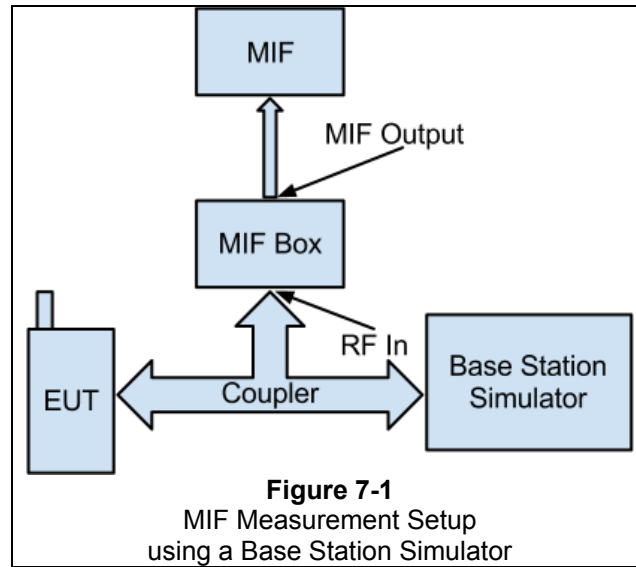 MIF
MIF Output
MIF Box
RF In
EUT
Coupler
Base Station
Simulator
Figure 7-1
MIF Measurement Setup
using a Base Station Simulator